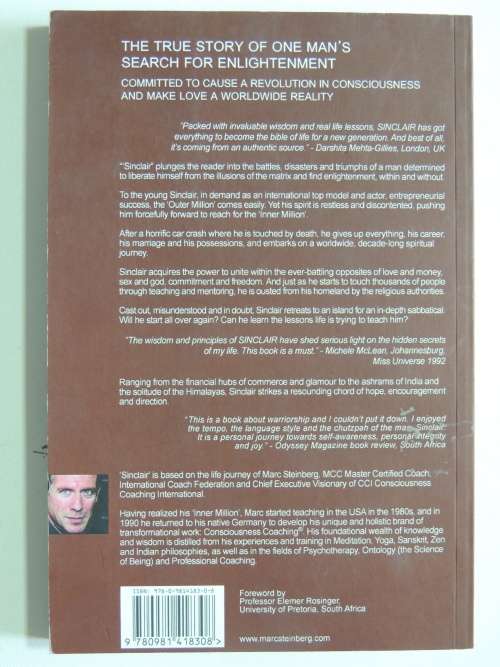 THE TRUE STORY OF ONE MAN'S
SEARCH FOR ENLIGHTENMENT
COMMITTED TO CAUSE A REVOLUTION IN CONSCIOUSNESS
AND MAKE LOVE A WORLDWIDE REALITY
"Packed with invaluable wisdom and real life lessons, SINCLAIR has got
everything to become the bible of life for a new generation. And best of all,
it's coming from an authentic source." - Darshita Mehta-Gillies, London, UK
"'Sinclair" plunges the reader into the battles, disasters and triumphs of a man determined
to liberate himself from the illusions of the matrix and find enlightenment, within and without.
To the young Sinclair, in demand as an international top model and actor, entrepreneurial
success, the 'Outer Million' comes easily. Yet his spirit is restless and discontented, pushing
him forcefully forward to reach for the 'Inner Million'.
After a horrific car crash where he is touched by death, he gives up everything, his career,
his marriage and his possessions, and embarks on a worldwide, decade-long spiritual
journey.
Sinclair acquires the power to unite within the ever-battling opposites of love and money,
sex and god, commitment and freedom. And just as he starts to touch thousands of people
through teaching and mentoring, he is ousted from his homeland by the religious authorities.
Cast out, misunderstood and in doubt, Sinclair retreats to an island for an in-depth sabbatical.
Will he start all over again? Can he learn the lessons life is trying to teach him?
"The wisdom and principles of SINCLAIR have shed serious light on the hidden secrets
of my life. This book is a must." - Michele McLean, Johannesburg,
Miss Universe 1992
Ranging from the financial hubs of commerce and glamour to the ashrams of India and
the solitude of the Himalayas, Sinclair strikes a resounding chord of hope, encouragement
and direction.
"This is a book about warriorship and I couldn't put it down. I enjoyed
the tempo, the language style and the chutzpah of the man Sinclair.
It is a personal journey towards self-awareness, personal integrity
and joy." - Odyssey Magazine book review, South Africa
'Sinclair' is based on the life journey of Marc Steinberg, MCC Master Certified Coach,
International Coach Federation and Chief Executive Visionary of CCI Consciousness
Coaching International.
Having realized his 'Inner Million', Marc started teaching in the USA in the 1980s, and in
1990 he returned to his native Germany to develop his unique and holistic brand of
transformational work: Consciousness Coaching®. His foundational wealth of knowledge
and wisdom is distilled from his experiences and training in Meditation, Yoga, Sanskrit, Zen
and Indian philosophies, as well as in the fields of Psychotherapy, Ontology (the Science
of Being) and Professional Coaching.
ISBN: 978-0-9814183-0-8
9 780981 418308 >
Foreword by
Professor Elemer Rosinger,
University of Pretoria, South Africa
www.marcsteinberg.com